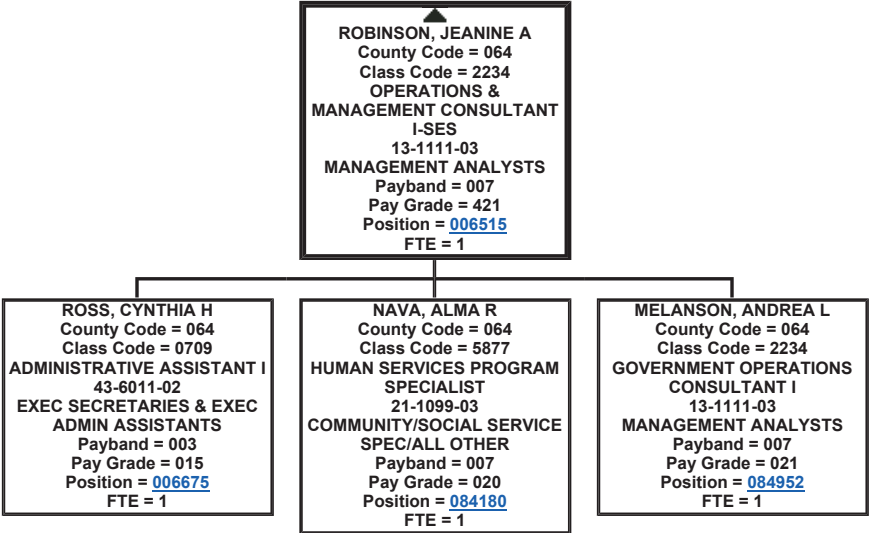 ROBINSON, JEANINE A
County Code = 064
Class Code = 2234
OPERATIONS &
MANAGEMENT CONSULTANT
I-SES
13-1111-03
MANAGEMENT ANALYSTS
Payband = 007
Pay Grade = 421
Position = 006515
FTE = 1
ROSS, CYNTHIA H
County Code = 064
Class Code = 0709
ADMINISTRATIVE ASSISTANT I
43-6011-02
EXEC SECRETARIES & EXEC
ADMIN ASSISTANTS
Payband = 003
Pay Grade = 015
Position = 006675
FTE = 1
NAVA, ALMA R
County Code = 064
Class Code = 5877
HUMAN SERVICES PROGRAM
SPECIALIST
21-1099-03
COMMUNITY/SOCIAL SERVICE
SPEC/ALL OTHER
Payband = 007
Pay Grade = 020
Position = 084180
FTE = 1
MELANSON, ANDREA L
County Code = 064
Class Code = 2234
GOVERNMENT OPERATIONS
CONSULTANT I
13-1111-03
MANAGEMENT ANALYSTS
Payband = 007
Pay Grade = 021
Position = 084952
FTE = 1